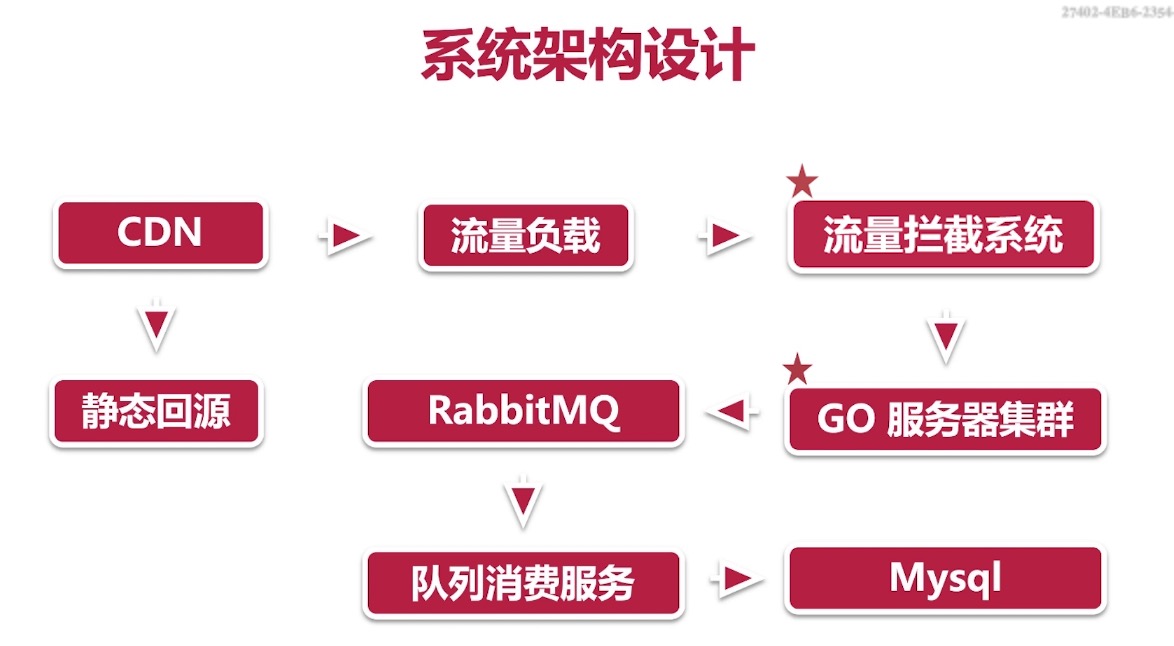 27402-4EB6-2354
系统架构设计
CDN
流量负载
流量拦截系统
静态回源
RabbitMQ
GO 服务器集群
队列消费服务
Mysql